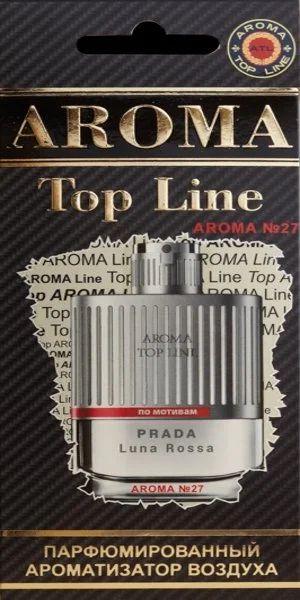 AROMA
ATL
TOP LINE
AROMA
Top Line
AROMA №27
AROMA
TOP LINE
по мотивам
PRADA
Luna Rossa
AROMA №27
ПАРФЮМИРОВАННЫЙ
АРОМАТИЗАТОР ВОЗДУХА